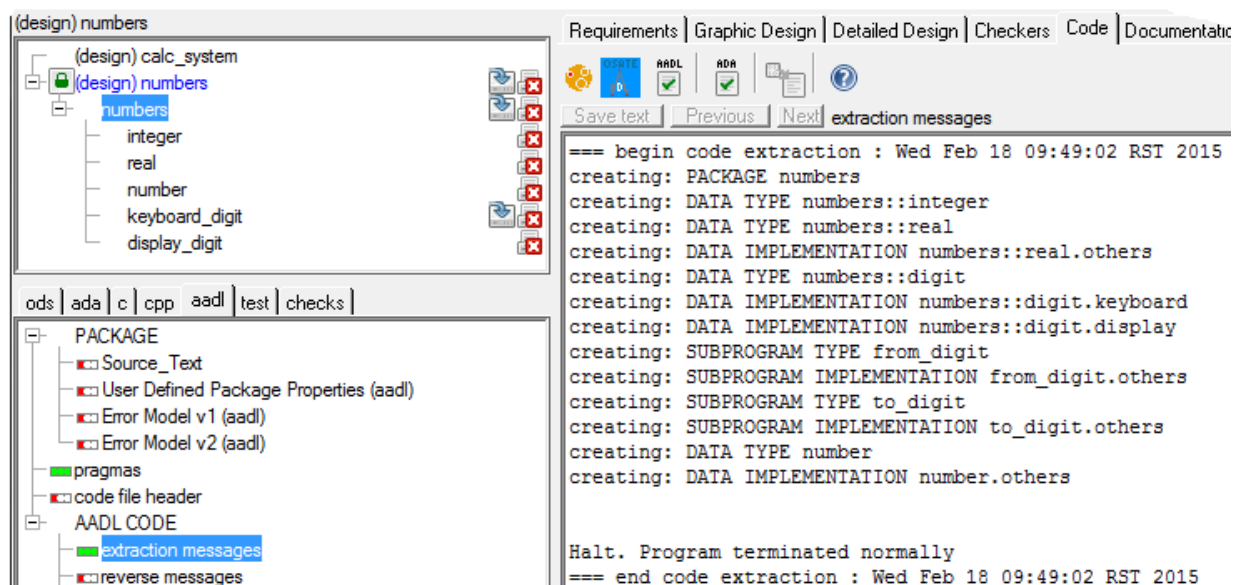 (design) numbers
(design) calc_system
(design) numbers
numbers
integer
real
number
keyboard_digit
display_digit
ods ada c cpp aadl test checks
PACKAGE
Source_Text
User Defined Package Properties (aadl)
Error Model v1 (aadl)
Error Model v2 (aadl)
pragmas
code file header
AADL CODE
extraction messages
reverse messages
Requirements Graphic Design Detailed Design Checkers Code Documentatio
OSATE AADL ADA
Save text Previous Next extraction messages
=== begin code extraction : Wed Feb 18 09:49:02 RST 2015
creating: PACKAGE numbers
creating: DATA TYPE numbers::integer
creating: DATA TYPE numbers::real
creating: DATA IMPLEMENTATION numbers::real.others
creating: DATA TYPE numbers::digit
creating: DATA IMPLEMENTATION numbers::digit.keyboard
creating: DATA IMPLEMENTATION numbers::digit.display
creating: SUBPROGRAM TYPE from_digit
creating: SUBPROGRAM IMPLEMENTATION from_digit.others
creating: SUBPROGRAM TYPE to_digit
creating: SUBPROGRAM IMPLEMENTATION to_digit.others
creating: DATA TYPE number
creating: DATA IMPLEMENTATION number.others
Halt. Program terminated normally
=== end code extraction : Wed Feb 18 09:49:02 RST 2015